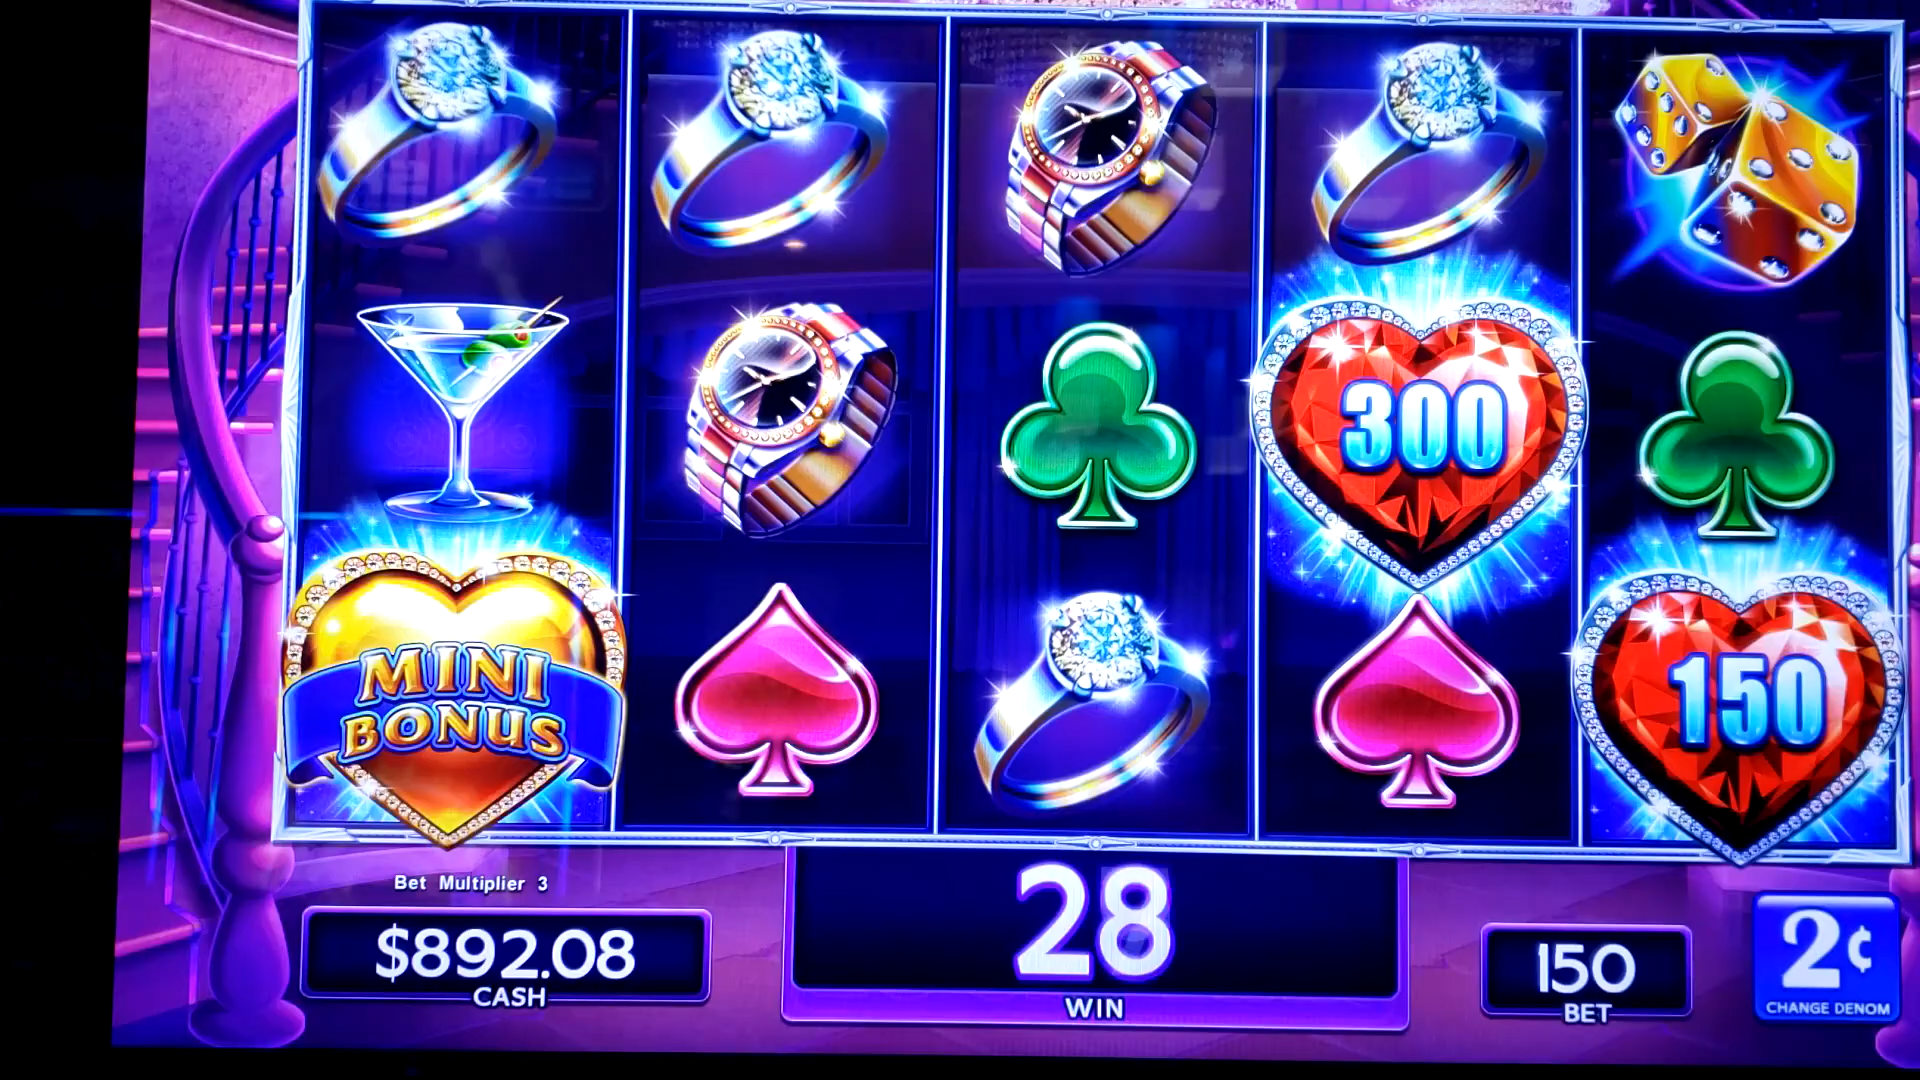 300
MINI
BONUS
150
Bet Multiplier 3
$892.08
CASH
28
WIN
150
BET
2¢
CHANGE DENOM